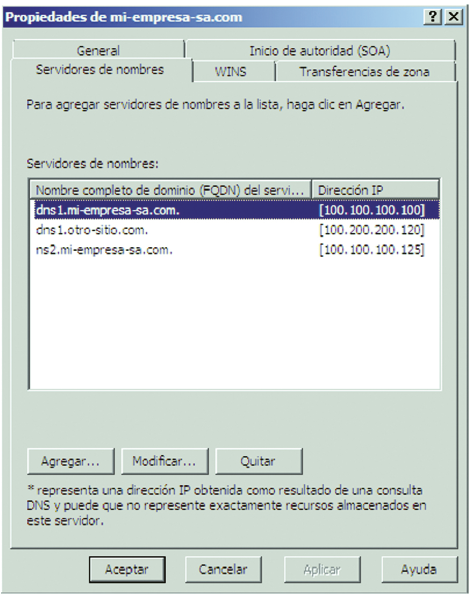 Propiedades de mi-empresa-sa.com
General
Inicio de autoridad (SOA)
Servidores de nombres
WINS
Transferencias de zona
Para agregar servidores de nombres a la lista, haga clic en Agregar.
Servidores de nombres:
Nombre completo de dominio (FQDN) del servi... Dirección IP
dns1.mi-empresa-sa.com. [100.100.100.100]
dns1.otro-sitio.com. [100.200.200.120]
ns2.mi-empresa-sa.com. [100.100.100.125]
Agregar... Modificar... Quitar
* representa una dirección IP obtenida como resultado de una consulta
DNS y puede que no represente exactamente recursos almacenados en
este servidor.
Aceptar Cancelar Aplicar Ayuda